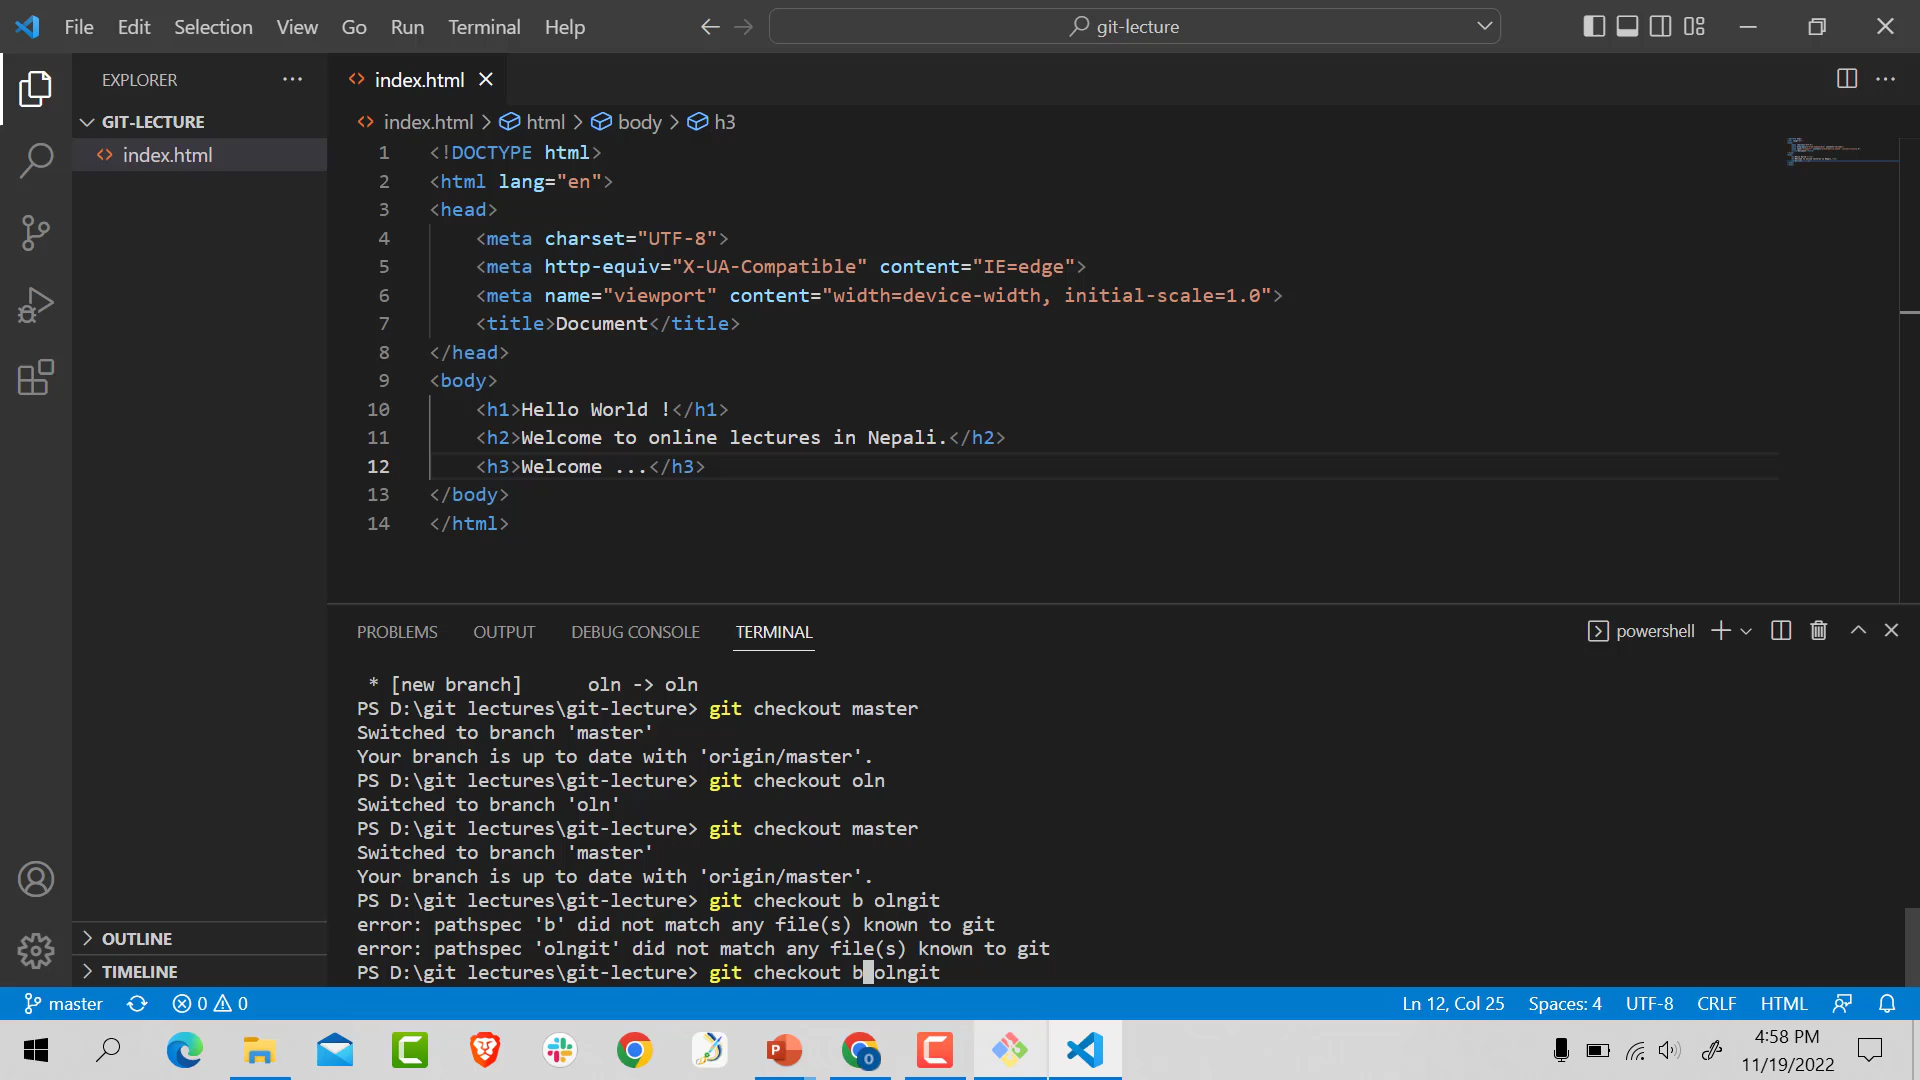 File Edit Selection View Go Run Terminal Help git-lecture
EXPLORER
index.html
GIT-LECTURE
index.html
index.html > html > body > h3
1 <!DOCTYPE html>
2 <html lang="en">
3 <head>
4 <meta charset="UTF-8">
5 <meta http-equiv="X-UA-Compatible" content="IE=edge">
6 <meta name="viewport" content="width=device-width, initial-scale=1.0">
7 <title>Document</title>
8 </head>
9 <body>
10 <h1>Hello World !</h1>
11 <h2>Welcome to online lectures in Nepali.</h2>
12 <h3>Welcome ...</h3>
13 </body>
14 </html>
PROBLEMS OUTPUT DEBUG CONSOLE TERMINAL powershell
* [new branch] oln -> oln
PS D:\git lectures\git-lecture> git checkout master
Switched to branch 'master'
Your branch is up to date with 'origin/master'.
PS D:\git lectures\git-lecture> git checkout oln
Switched to branch 'oln'
PS D:\git lectures\git-lecture> git checkout master
Switched to branch 'master'
Your branch is up to date with 'origin/master'.
PS D:\git lectures\git-lecture> git checkout b olngit
error: pathspec 'b' did not match any file(s) known to git
error: pathspec 'olngit' did not match any file(s) known to git
PS D:\git lectures\git-lecture> git checkout b olngit
OUTLINE
TIMELINE
master 0 0 Ln 12, Col 25 Spaces: 4 UTF-8 CRLF HTML
4:58 PM
11/19/2022